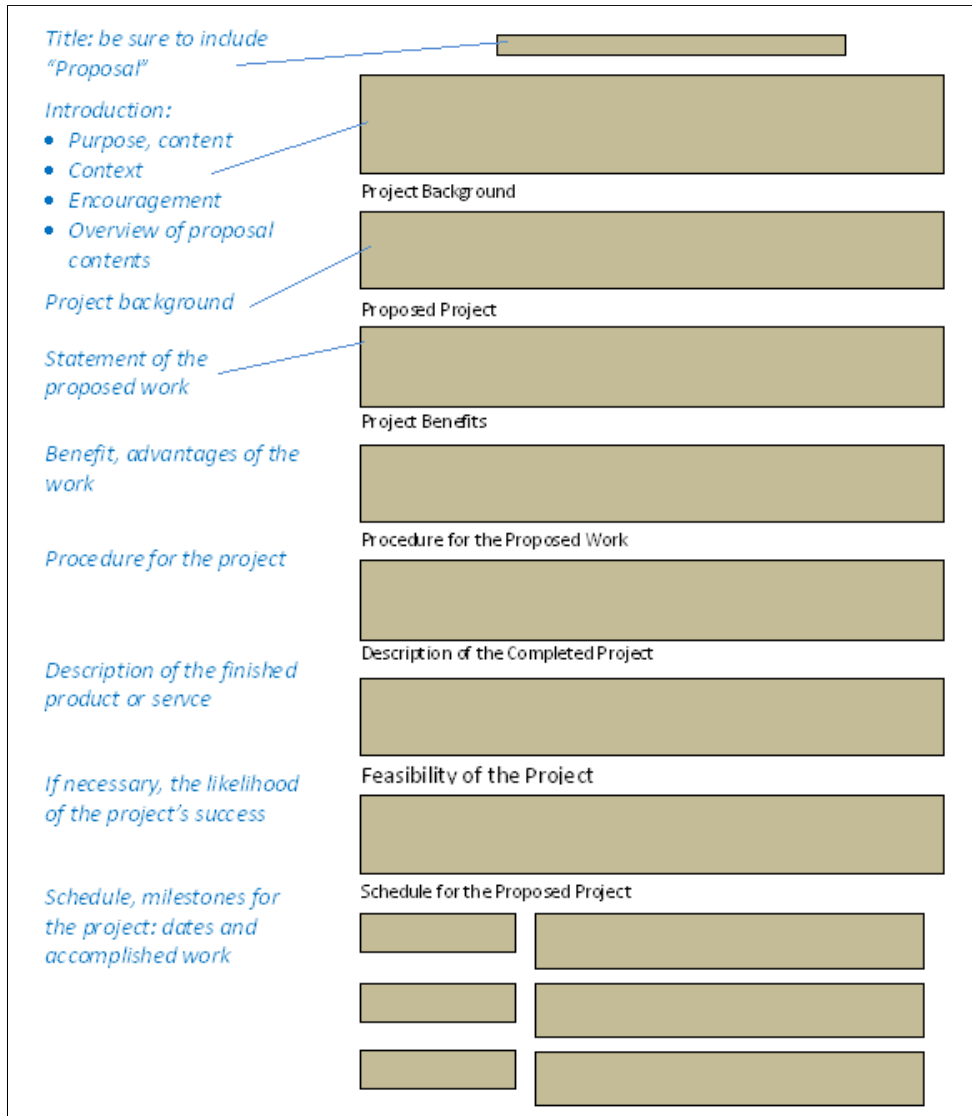 Title: be sure to include
“Proposal”
Introduction:
• Purpose, content
• Context
• Encouragement
• Overview of proposal
contents
Project Background
Project background
Proposed Project
Statement of the
proposed work
Project Benefits
Benefit, advantages of the
work
Procedure for the Proposed Work
Procedure for the project
Description of the Completed Project
Description of the finished
product or servce
Feasibility of the Project
If necessary, the likelihood
of the project’s success
Schedule for the Proposed Project
Schedule, milestones for
the project: dates and
accomplished work